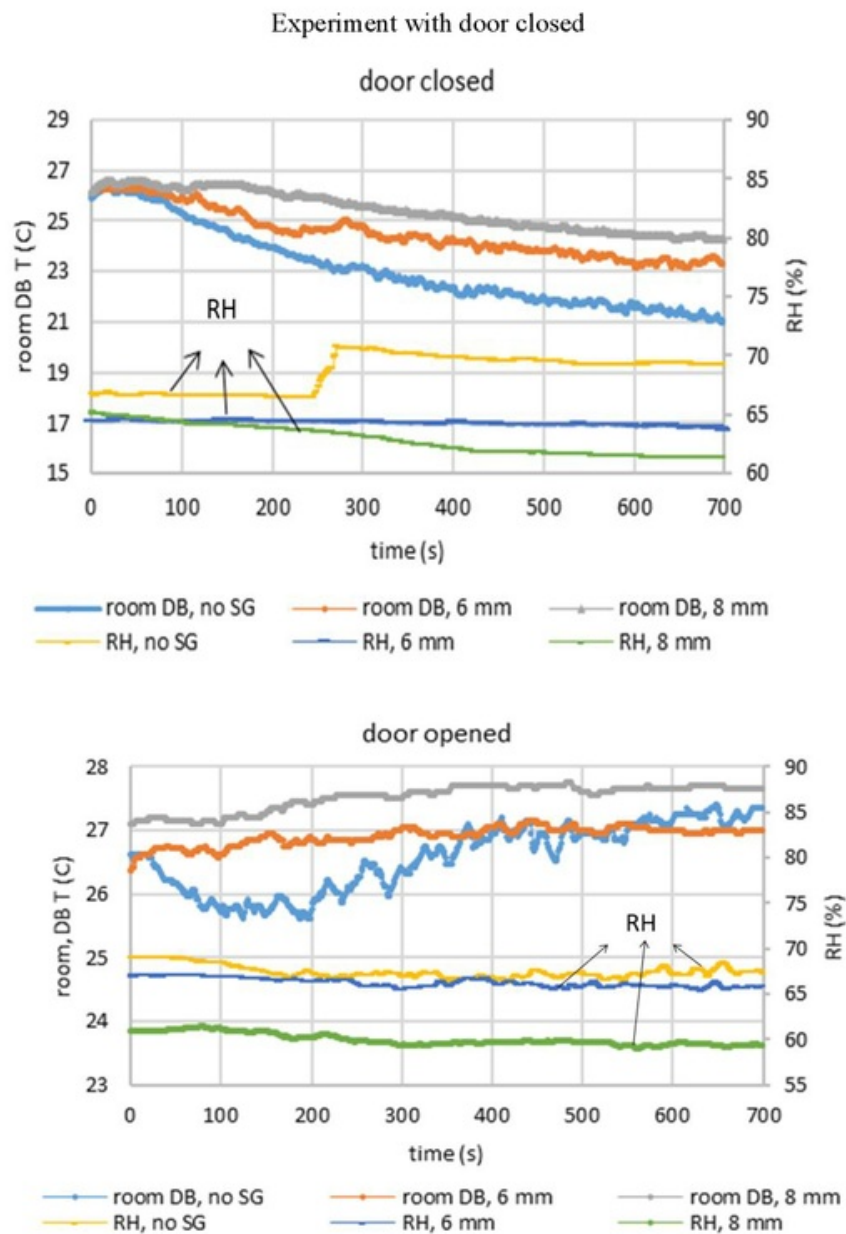 Experiment with door closed
door closed
29
27
25
23
21
19
17
15
room DB T (C)
90
85
80
75
70
65
60
RH (%)
RH
0 100 200 300 400 500 600 700
time (s)
room DB, no SG room DB, 6 mm room DB, 8 mm
RH, no SG RH, 6 mm RH, 8 mm
door opened
28
27
26
25
24
23
room, DB T (C)
90
85
80
75
70
65
60
55
RH (%)
RH
0 100 200 300 400 500 600 700
time (s)
room DB, no SG room DB, 6 mm room DB, 8 mm
RH, no SG RH, 6 mm RH, 8 mm